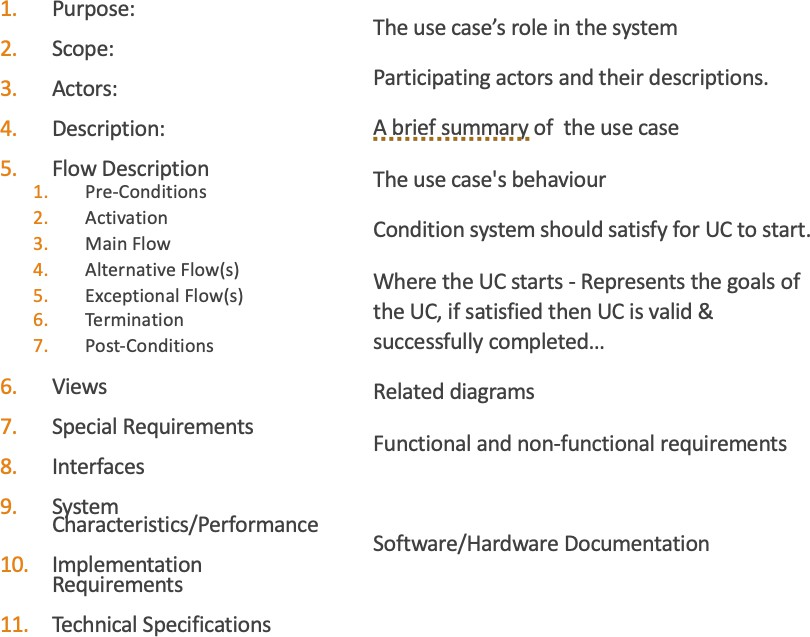 1. Purpose:
2. Scope:
3. Actors:
4. Description:
5. Flow Description
1. Pre-Conditions
2. Activation
3. Main Flow
4. Alternative Flow(s)
5. Exceptional Flow(s)
6. Termination
7. Post-Conditions
6. Views
7. Special Requirements
8. Interfaces
9. System
Characteristics/Performance
10. Implementation
Requirements
11. Technical Specifications
The use case’s role in the system
Participating actors and their descriptions.
A brief summary of  the use case
The use case's behaviour
Condition system should satisfy for UC to start.
Where the UC starts - Represents the goals of
the UC, if satisfied then UC is valid &
successfully completed…
Related diagrams
Functional and non-functional requirements
Software/Hardware Documentation